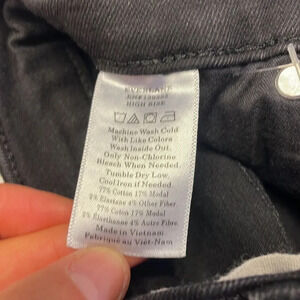 EVERLANE
HIGH RISE
Machine Wash Cold
With Like Colors
Wash Inside Out.
Only Non-Chlorine
Bleach When Needed.
Tumble Dry Low.
Cool Iron if Needed.
77% Cotton 17% Modal
2% Elastane 4% Other Fiber
77% Coton 17% Modal
2% Elasthanne 4% Autre Fibre
Made in Vietnam
Fabriqué au Viêt-Nam